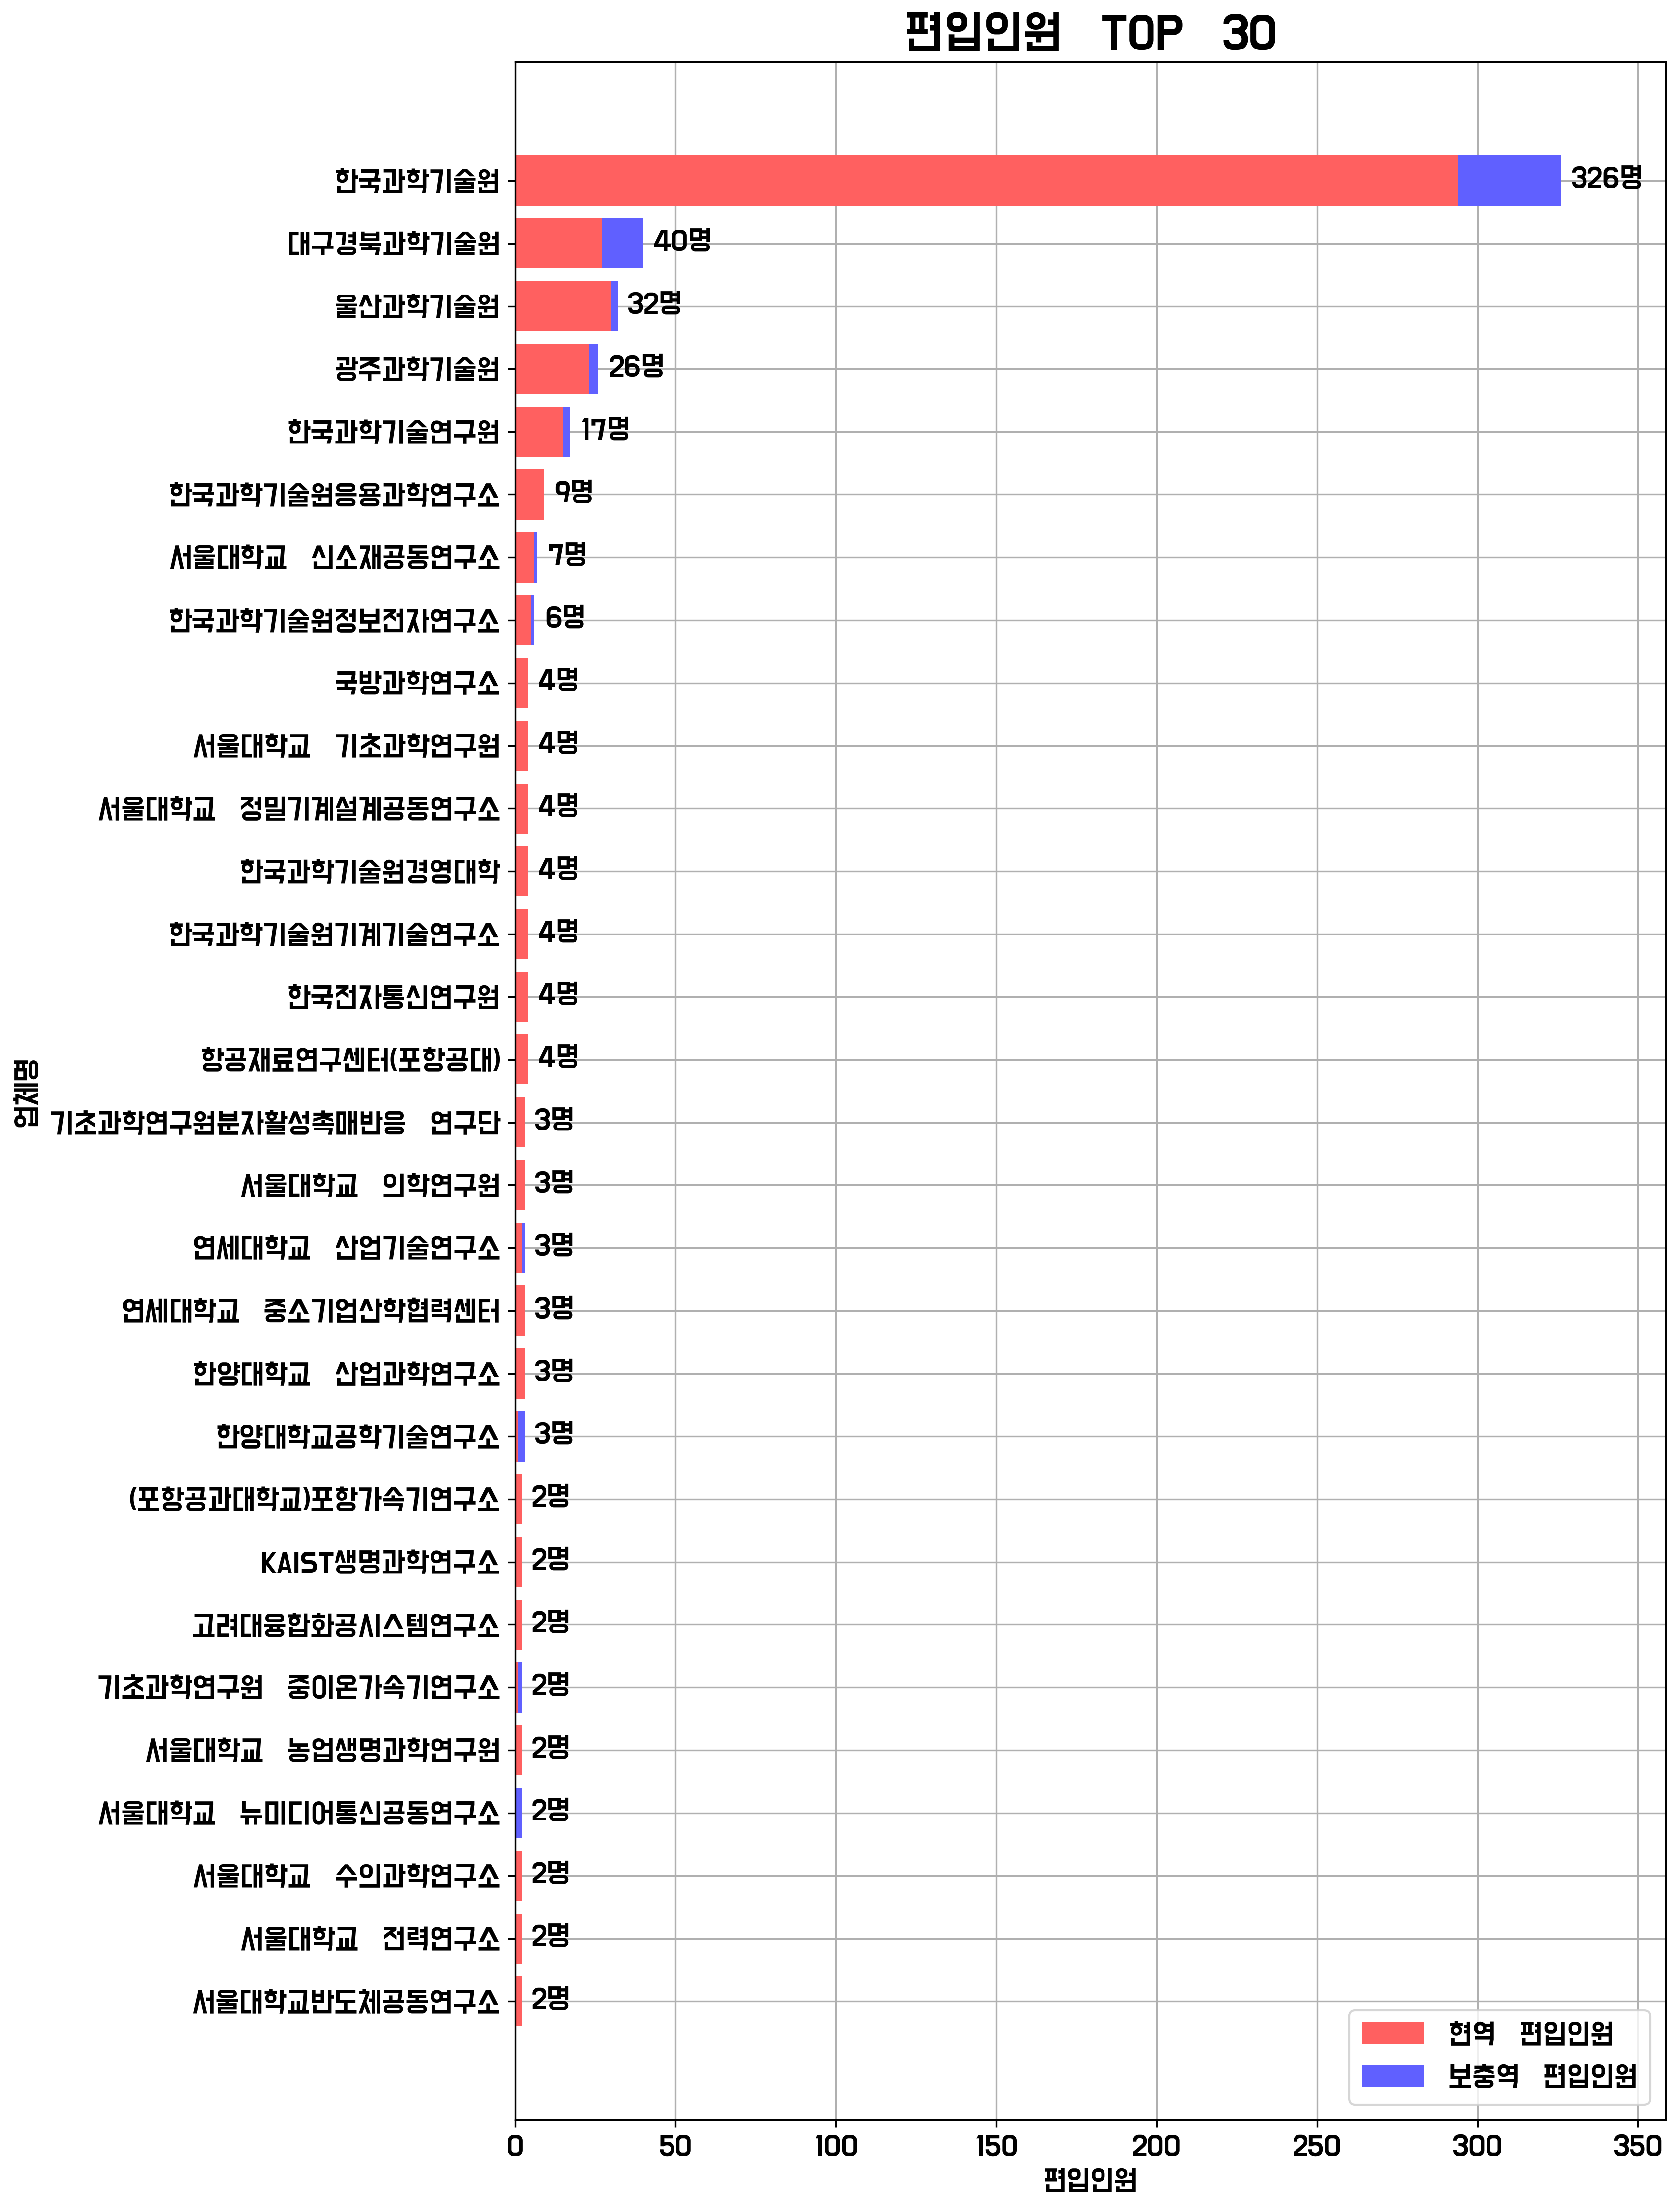 편입인원 TOP 30
한국과학기술원 326명
대구경북과학기술원 40명
울산과학기술원 32명
광주과학기술원 26명
한국과학기술연구원 17명
한국과학기술원응용과학연구소 9명
서울대학교 신소재공동연구소 7명
한국과학기술원정보전자연구소 6명
국방과학연구소 4명
서울대학교 기초과학연구원 4명
서울대학교 정밀기계설계공동연구소 4명
한국과학기술원경영대학 4명
한국과학기술원기계기술연구소 4명
한국전자통신연구원 4명
항공재료연구센터(포항공대) 4명
업체명
기초과학연구원분자활성촉매반응 연구단 3명
서울대학교 의학연구원 3명
연세대학교 산업기술연구소 3명
연세대학교 중소기업산학협력센터 3명
한양대학교 산업과학연구소 3명
한양대학교공학기술연구소 3명
(포항공과대학교)포항가속기연구소 2명
KAIST생명과학연구소 2명
고려대융합화공시스템연구소 2명
기초과학연구원 중이온가속기연구소 2명
서울대학교 농업생명과학연구원 2명
서울대학교 뉴미디어통신공동연구소 2명
서울대학교 수의과학연구소 2명
서울대학교 전력연구소 2명
서울대학교반도체공동연구소 2명
현역 편입인원
보충역 편입인원
0 50 100 150 200 250 300 350
편입인원